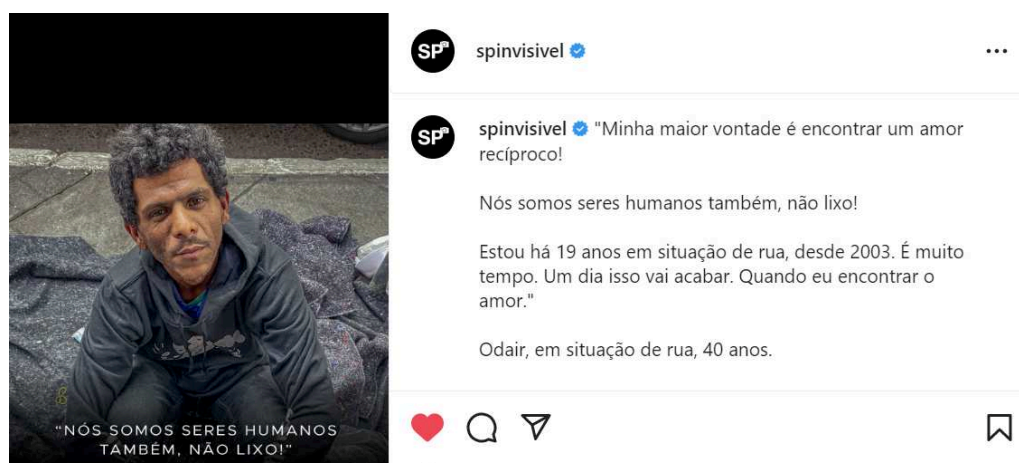 SP
spinvisivel
SP
spinvisivel "Minha maior vontade é encontrar um amor
recíproco!
Nós somos seres humanos também, não lixo!
Estou há 19 anos em situação de rua, desde 2003. É muito
tempo. Um dia isso vai acabar. Quando eu encontrar o
amor."
Odair, em situação de rua, 40 anos.
"NÓS SOMOS SERES HUMANOS
TAMBÉM, NÃO LIXO!"